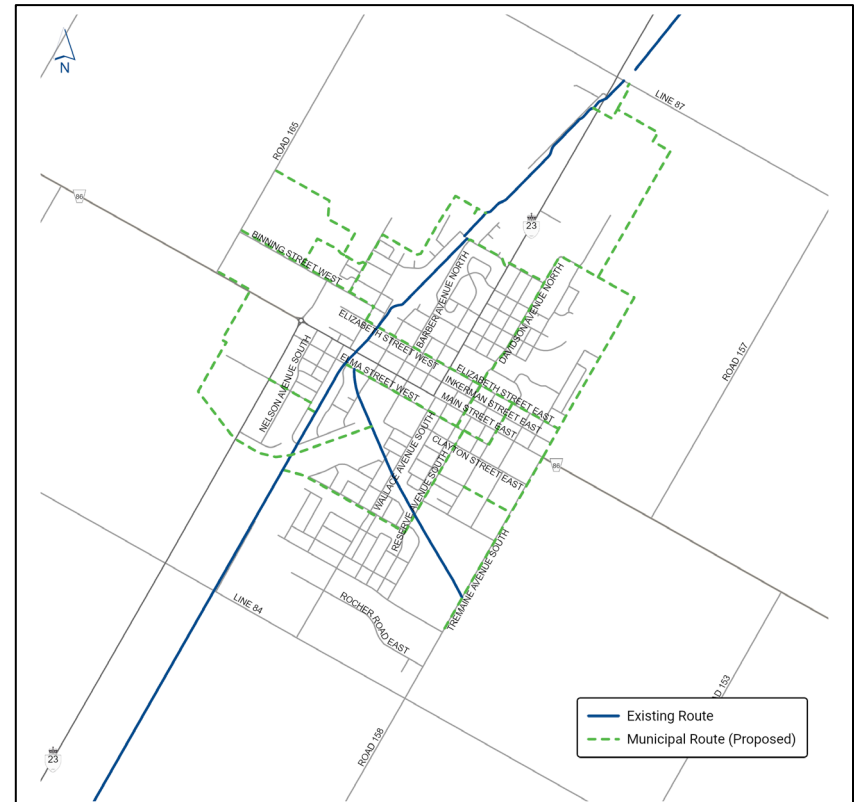 N
LINE 87
ROAD 165
86
23
BINNING STREET WEST
BARBER AVENUE NORTH
DAVIDSON AVENUE NORTH
ELIZABETH STREET WEST
ROAD 157
NELSON AVENUE SOUTH
ELMA STREET WEST
ELIZABETH STREET EAST
INKERMAN STREET EAST
MAIN STREET EAST
WALLACE AVENUE SOUTH
CLAYTON STREET EAST
86
RESERVE AVENUE SOUTH
TREMAINE AVENUE SOUTH
LINE 84
ROCHER ROAD EAST
D 153
Existing Route
Municipal Route (Proposed)
ROAD 158
23